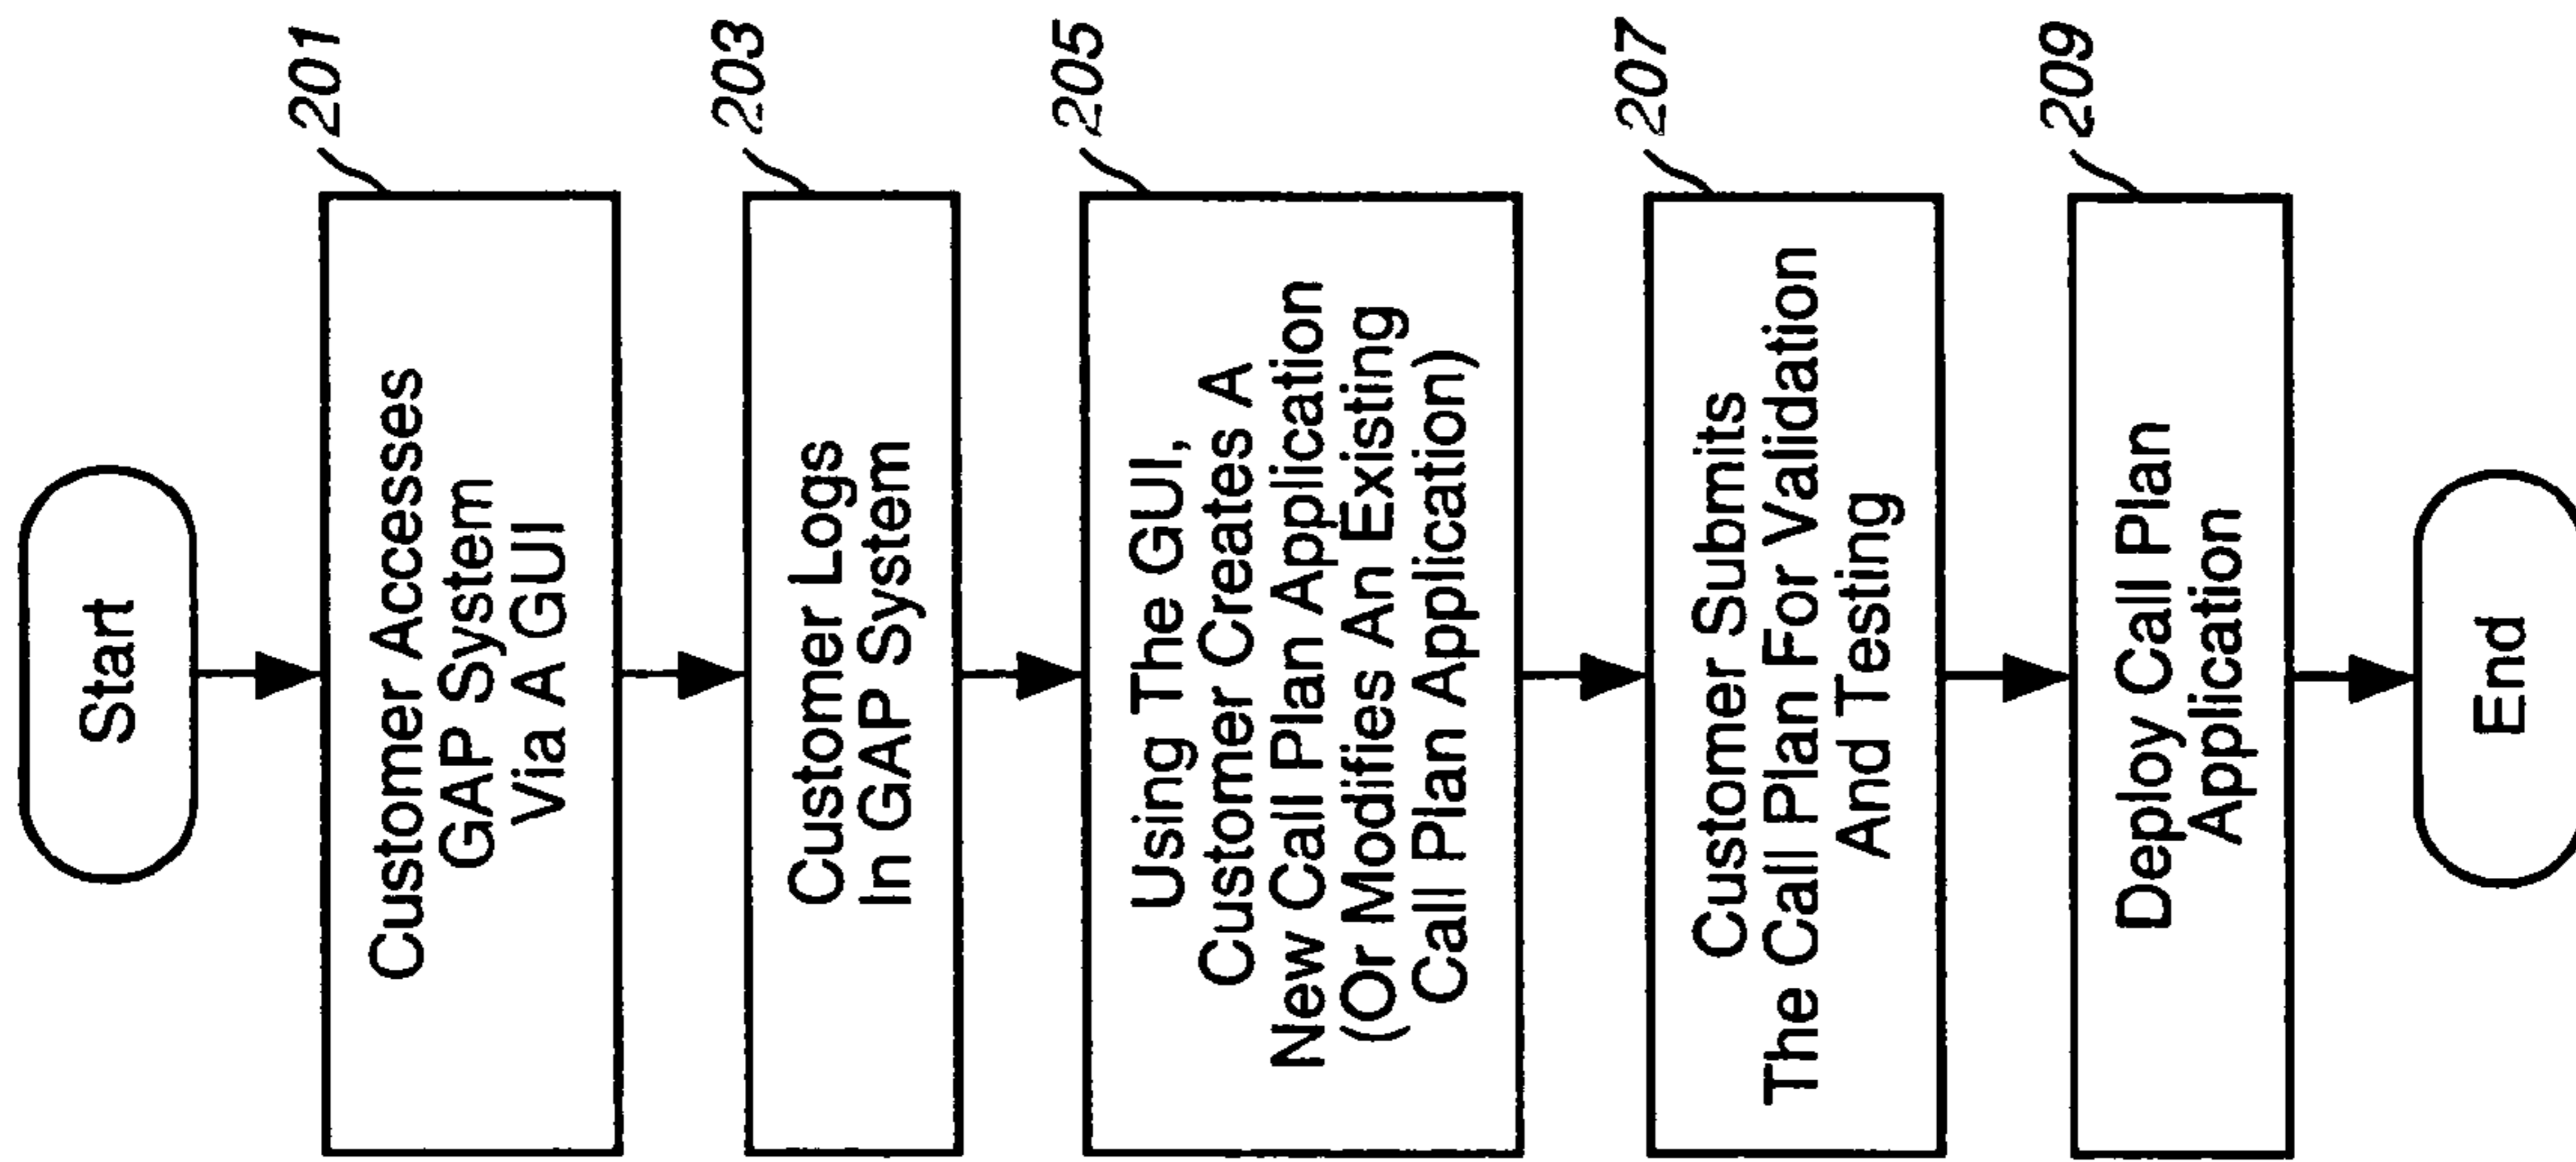 Start
201
Customer Accesses
GAP System
Via A GUI
203
Customer Logs
In GAP System
205
Using The GUI,
Customer Creates A
New Call Plan Application
(Or Modifies An Existing
Call Plan Application)
207
Customer Submits
The Call Plan For Validation
And Testing
209
Deploy Call Plan
Application
End